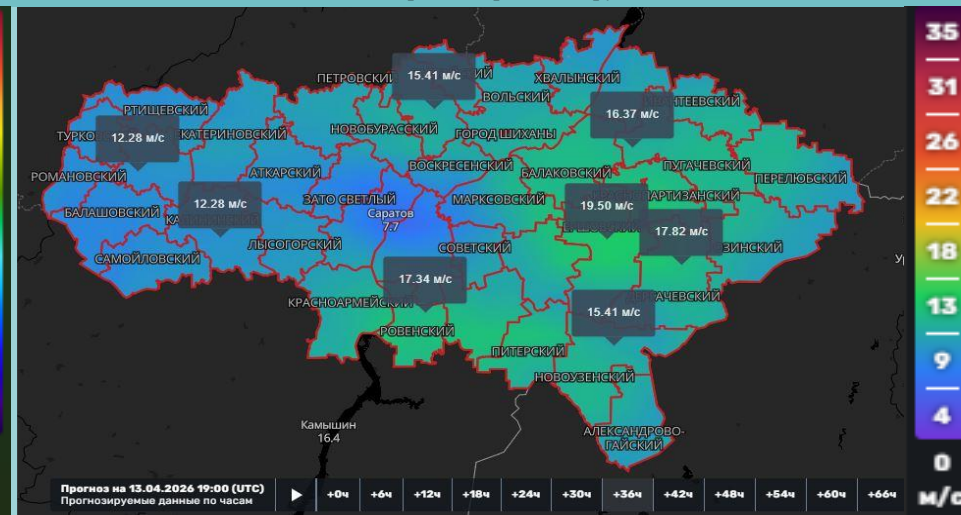 35
31
26
22
18
13
9
4
0
м/с
ПЕТРОВСКИЙ
15.41 м/с
ХВАЛЫНСКИЙ
ВОЛЬСКИЙ
РТИЩЕВСКИЙ
16.37 м/с
12.28 м/с
ЕКАТЕРИНОВСКИЙ
НОВОБУРАССКИЙ
ГОРОД ШИХАНЫ
РОМАНОВСКИЙ
АТКАРСКИЙ
ВОСКРЕСЕНСКИЙ
БАЛАКОВСКИЙ
ПУГАЧЕВСКИЙ
ПЕРЕЛЮБСКИЙ
БАЛАШОВСКИЙ
12.28 м/с
ЗАТО СВЕТЛЫЙ
МАРКСОВСКИЙ
19.50 м/с
Саратов
7.7
17.82 м/с
САМОЙЛОВСКИЙ
ЛЫСОГОРСКИЙ
СОВЕТСКИЙ
17.34 м/с
КРАСНОАРМЕЙСКИЙ
15.41 м/с
РОВЕНСКИЙ
ПИТЕРСКИЙ
НОВОУЗЕНСКИЙ
Камышин
16.4
АЛЕКСАНДРОВО-
ГАЙСКИЙ
Прогноз на 13.04.2026 19:00 (UTC)
Прогнозируемые данные по часам
+0ч +6ч +12ч +18ч +24ч +30ч +36ч +42ч +48ч +54ч +60ч +66ч